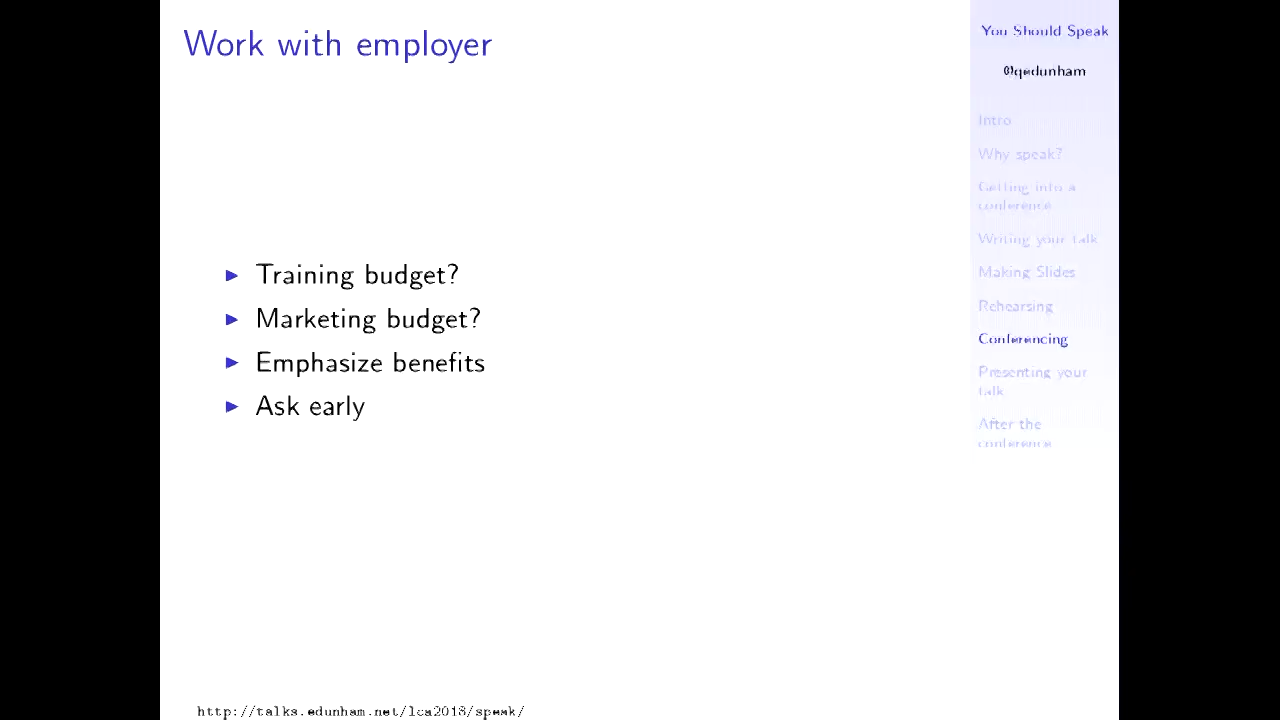 Work with employer
Training budget?
Marketing budget?
Emphasize benefits
Ask early
http://talks.edunham.net/lca2018/speak/
You Should Speak
@qedunham
Intro
Why speak?
Getting into a
conference
Writing your talk
Making Slides
Rehearsing
Conferencing
Presenting your
talk
After the
conference